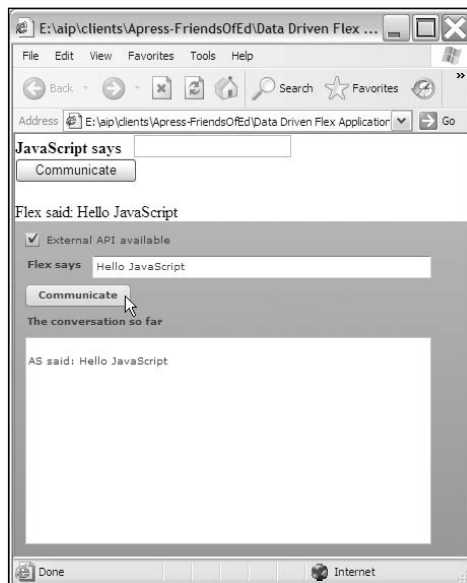 E:\aip\clients\Apress-FriendsOfEd\Data Driven Flex ...
File Edit View Favorites Tools Help
Back Search Favorites »
Address E:\aip\clients\Apress-FriendsOfEd\Data Driven Flex Application Go
JavaScript says
Communicate
Flex said: Hello JavaScript
External API available
Flex says Hello JavaScript
Communicate
The conversation so far
AS said: Hello JavaScript
Done Internet